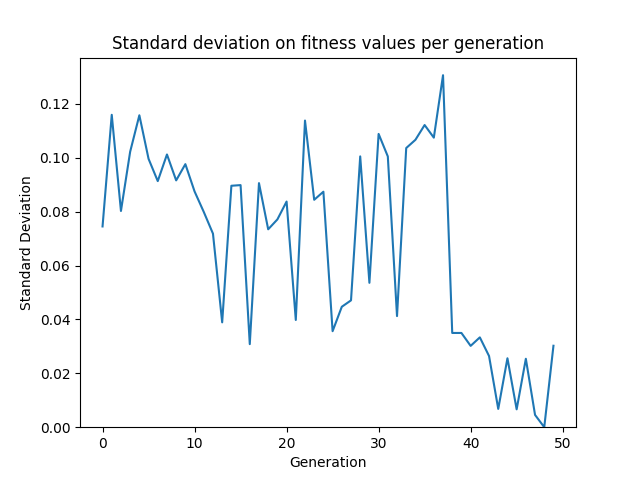 Standard deviation on fitness values per generation
0.12
0.10
0.08
0.06
0.04
0.02
0.00
Standard Deviation
0 10 20 30 40 50
Generation